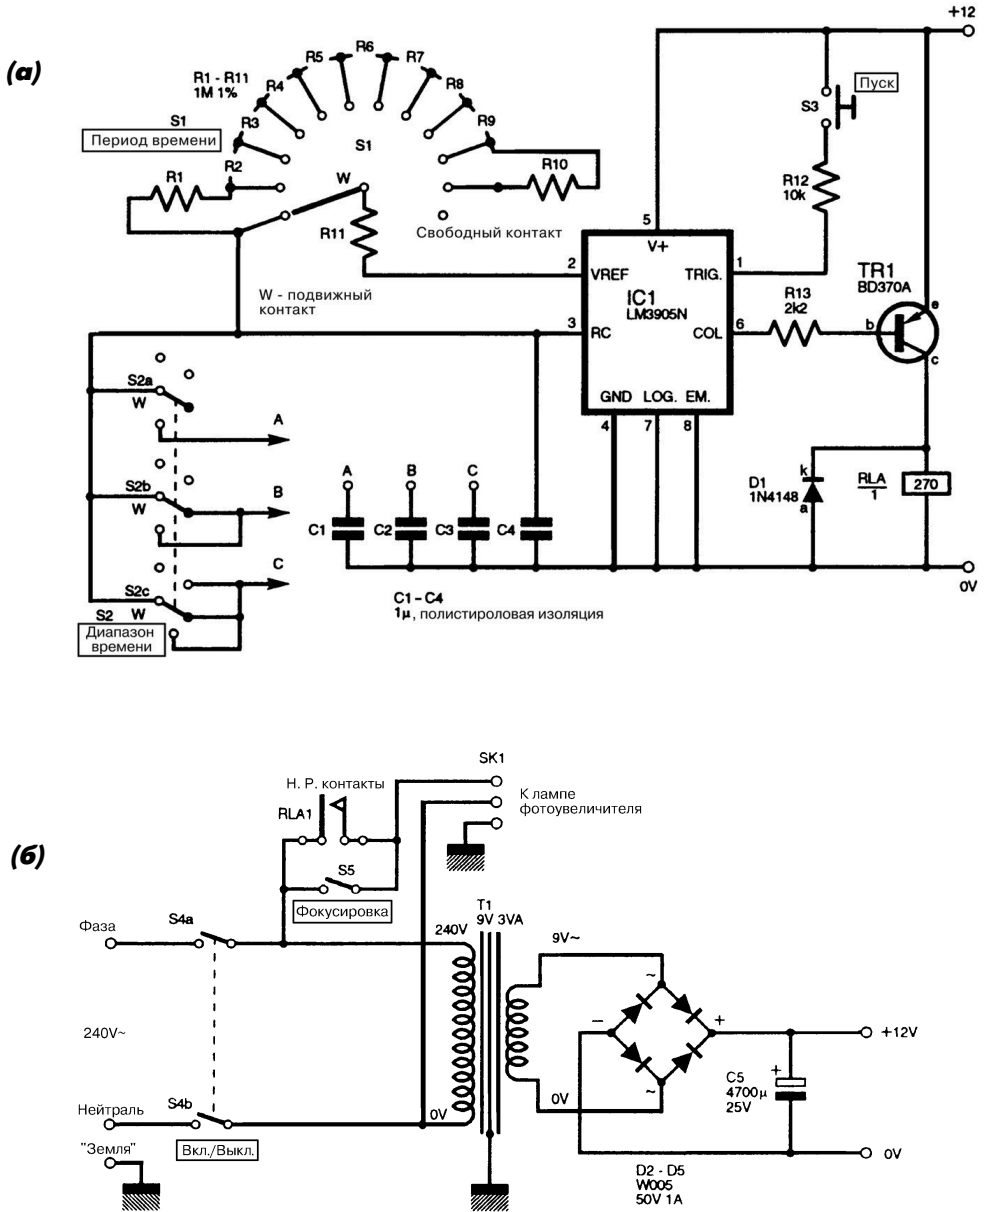 (а)
+12
R1 - R11
1M 1%
R1
R2
R3
R4
R5
R6
R7
R8
R9
R10
R11
S1
Период времени
S1
W
Свободный контакт
W - подвижный
контакт
S3
Пуск
R12
10k
5
V+
2
VREF
TRIG.
1
IC1
LM3905N
3
RC
COL
6
GND
LOG.
EM.
4
7
8
R13
2k2
TR1
BD370A
b
e
c
D1
1N4148
k
a
RLA
1
270
0V
S2a
W
A
S2b
W
B
C
S2c
W
S2
Диапазон
времени
A
B
C
C1
C2
C3
C4
C1 - C4
1μ, полистироловая изоляция
(б)
SK1
К лампе
фотоувеличителя
Н. Р. контакты
RLA1
S5
Фокусировка
Фаза
S4a
240V~
Нейтраль
S4b
Вкл./Выкл.
"Земля"
T1
9V 3VA
240V
0V
9V~
0V
~
–
+
~
D2 - D5
W005
50V 1A
+
C5
4700μ
25V
+12V
0V